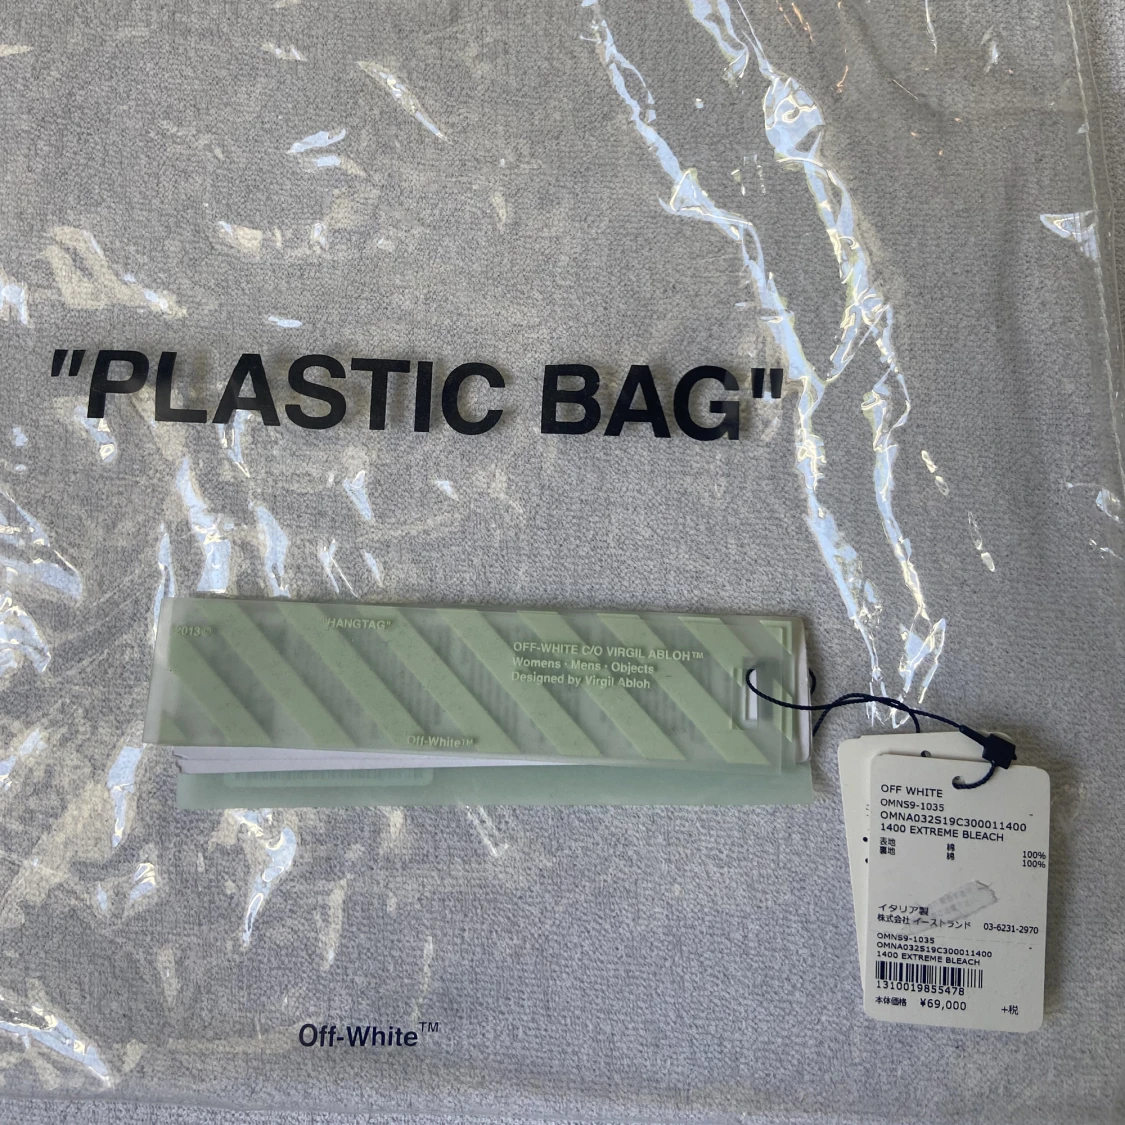 "PLASTIC BAG"
2013
"HANGTAG"
OFF-WHITE C/O VIRGIL ABLOH™
Womens · Mens · Objects
Designed by Virgil Abloh
Off-White™
OFF WHITE
OMNS9-1035
OMNA032S19C300011400
1400 EXTREME BLEACH
表地 綿 100%
裏地 綿 100%
イタリア製
株式会社 イーストランド 03-6231-2970
OMNS9-1035
OMNA032S19C300011400
1400 EXTREME BLEACH
1310019855478
本体価格 ¥69,000 +税
Off-White™